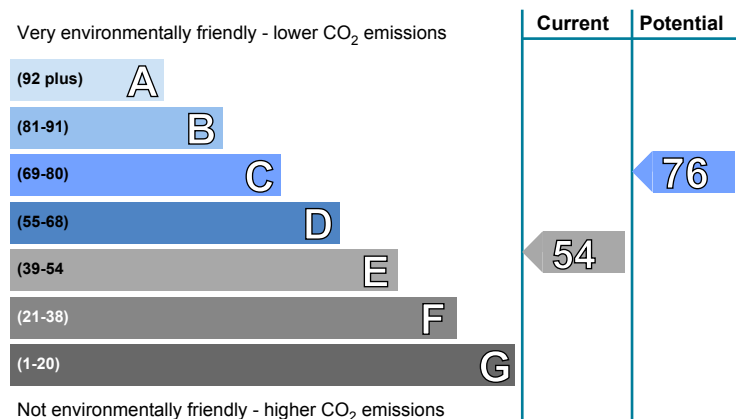 Current Potential
Very environmentally friendly - lower CO₂ emissions
(92 plus) A
(81-91) B
(69-80) C
76
(55-68) D
(39-54 E
54
(21-38) F
(1-20) G
Not environmentally friendly - higher CO₂ emissions